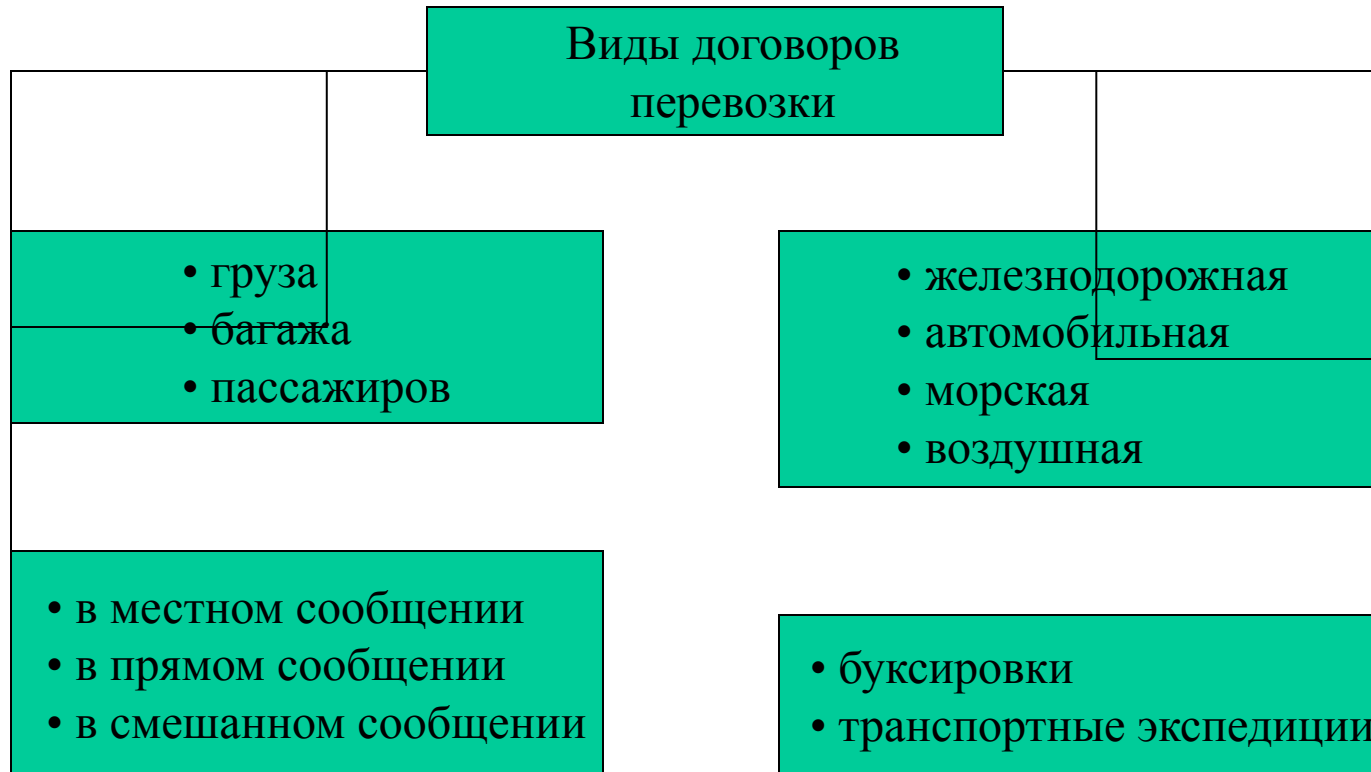 Виды договоров
перевозки
• груза
• багажа
• пассажиров
• железнодорожная
• автомобильная
• морская
• воздушная
• в местном сообщении
• в прямом сообщении
• в смешанном сообщении
• буксировки
• транспортные экспедиции